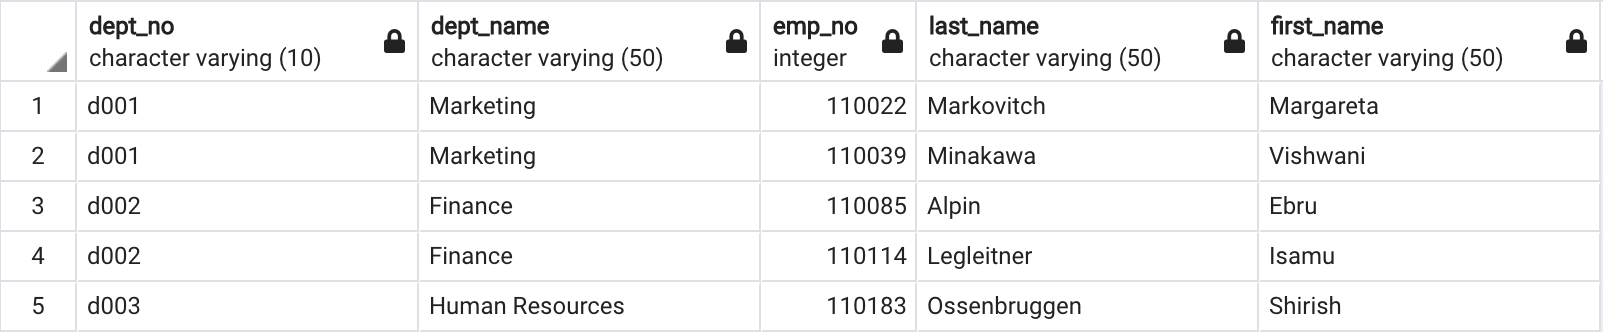 dept_no dept_name emp_no last_name first_name
character varying (10) character varying (50) integer character varying (50) character varying (50)
1 d001 Marketing 110022 Markovitch Margareta
2 d001 Marketing 110039 Minakawa Vishwani
3 d002 Finance 110085 Alpin Ebru
4 d002 Finance 110114 Legleitner Isamu
5 d003 Human Resources 110183 Ossenbruggen Shirish